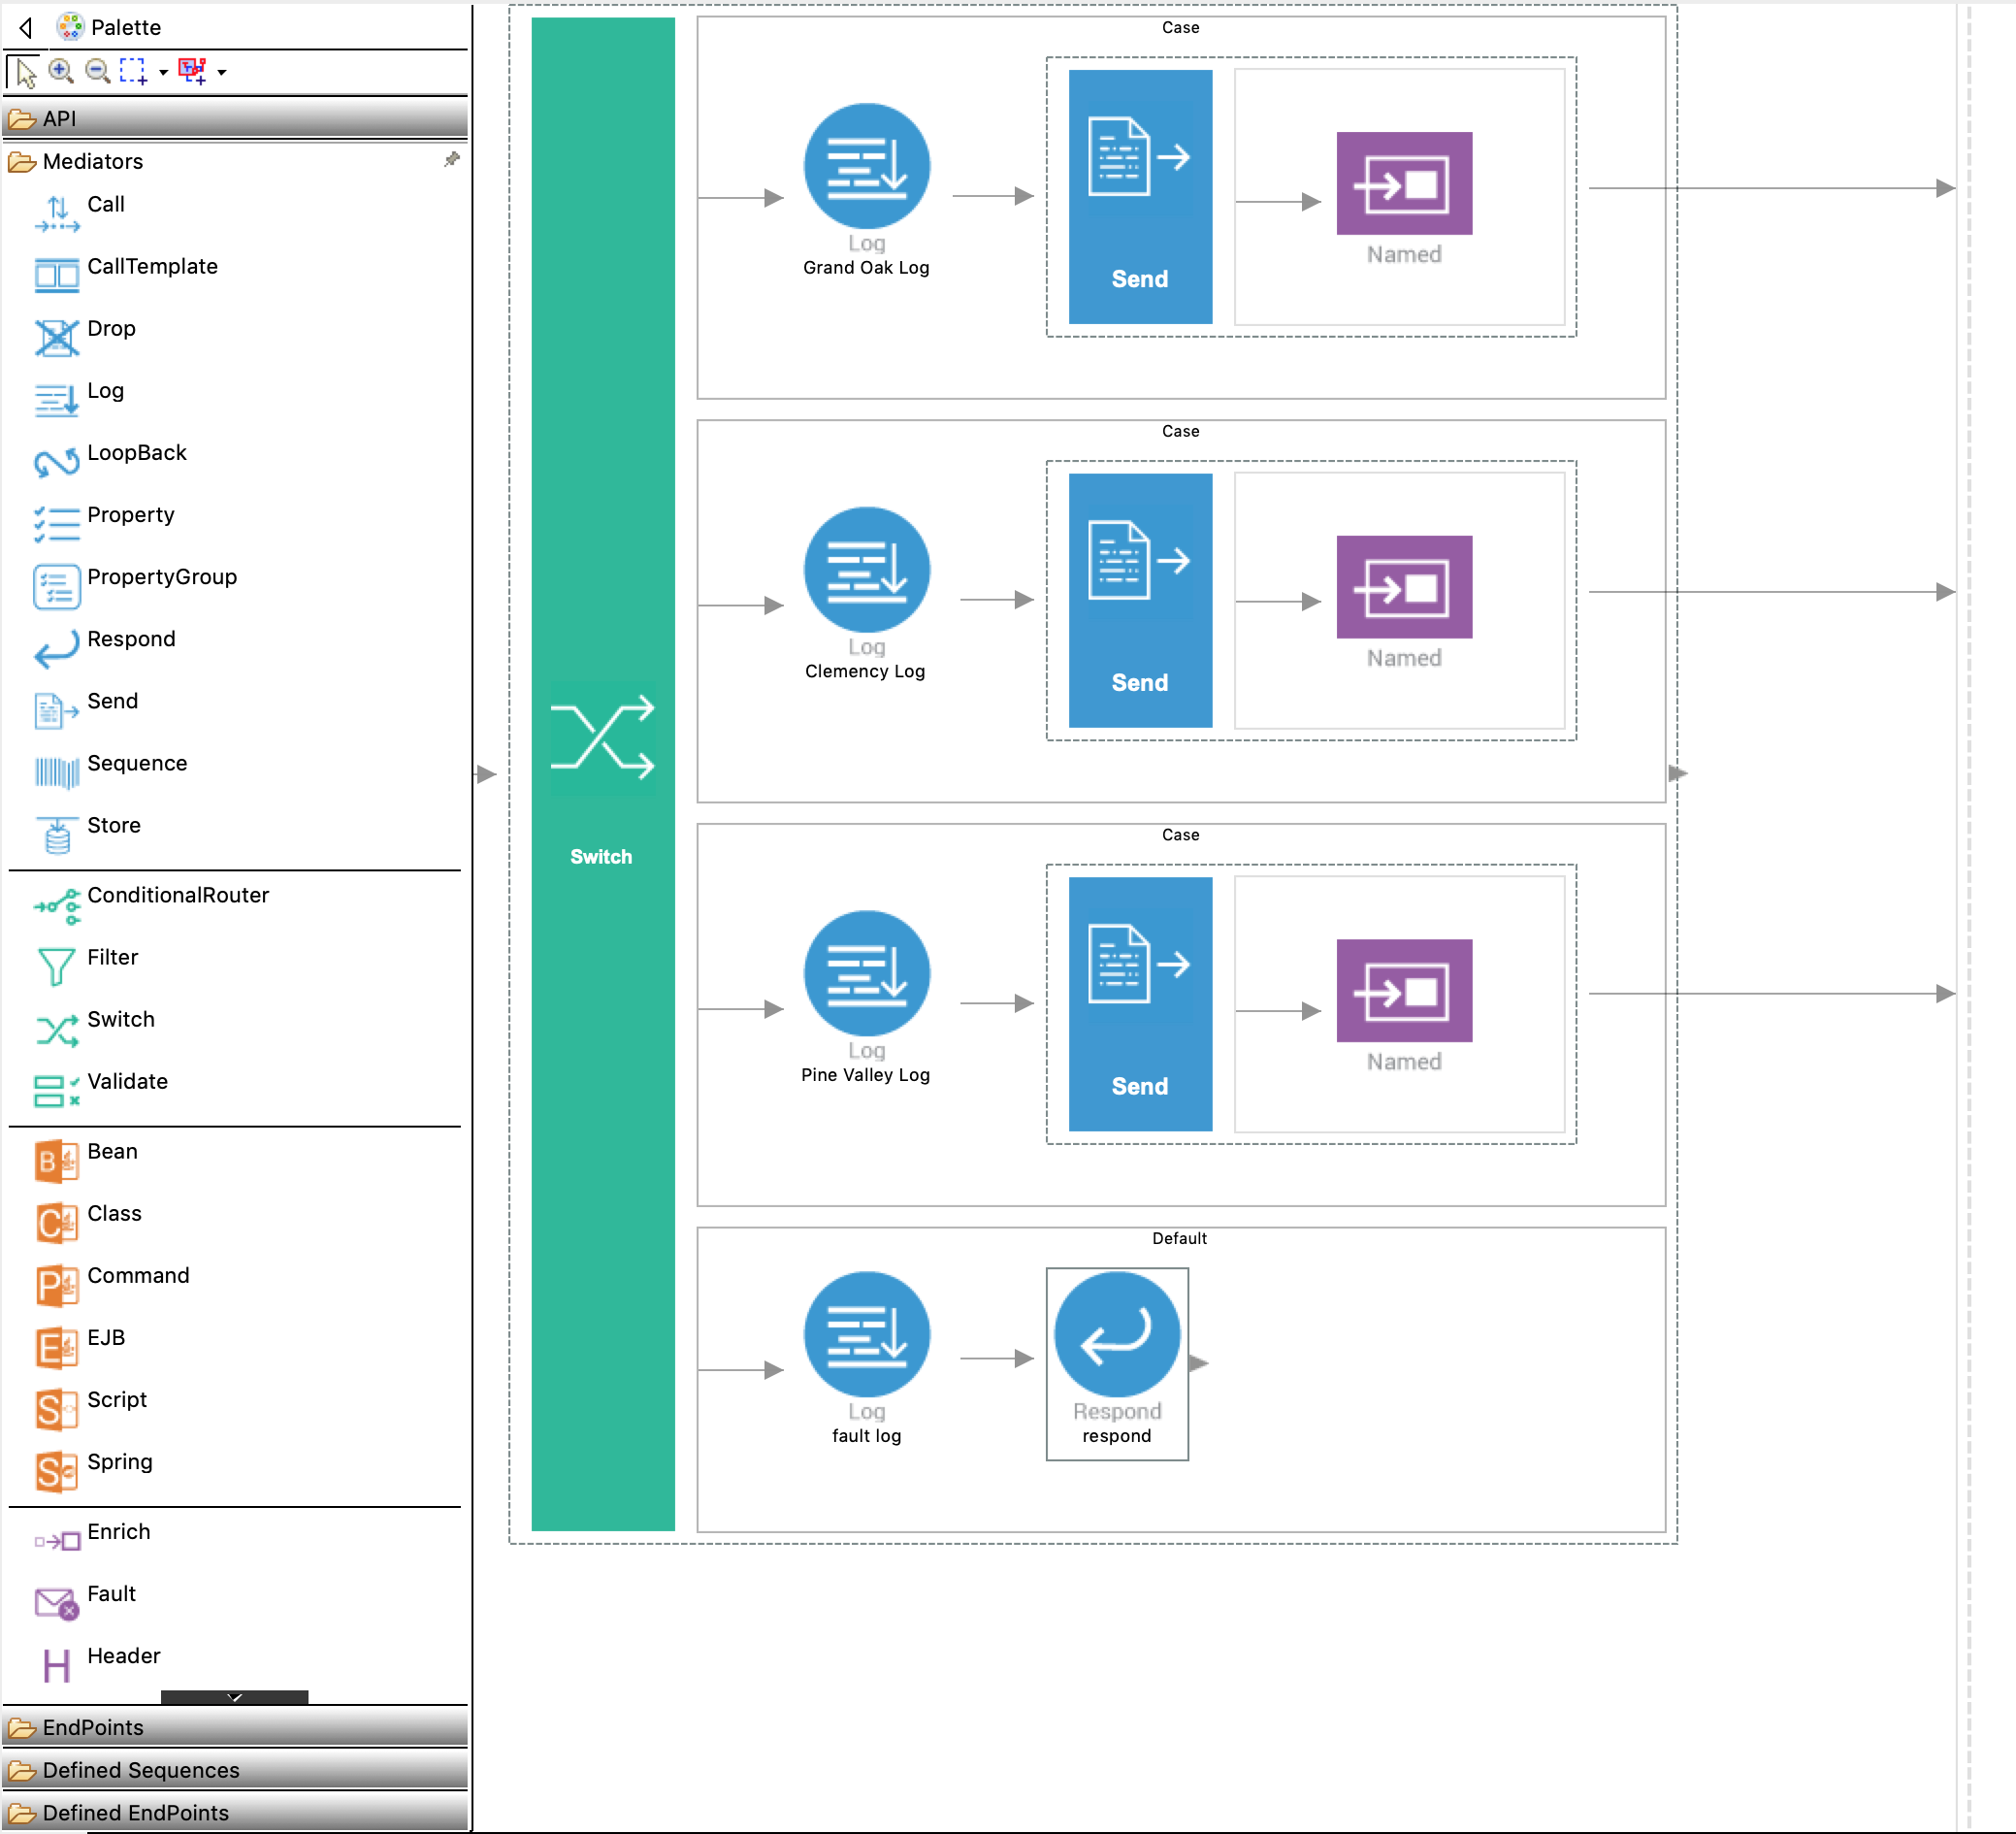 Palette
API
Mediators
Call
CallTemplate
Drop
Log
LoopBack
Property
PropertyGroup
Respond
Send
Sequence
Store
ConditionalRouter
Filter
Switch
Validate
Bean
Class
Command
EJB
Script
Spring
Enrich
Fault
Header
EndPoints
Defined Sequences
Defined EndPoints
Switch
Case
Log
Grand Oak Log
Send
Named
Case
Log
Clemency Log
Send
Named
Case
Log
Pine Valley Log
Send
Named
Default
Log
fault log
Respond
respond